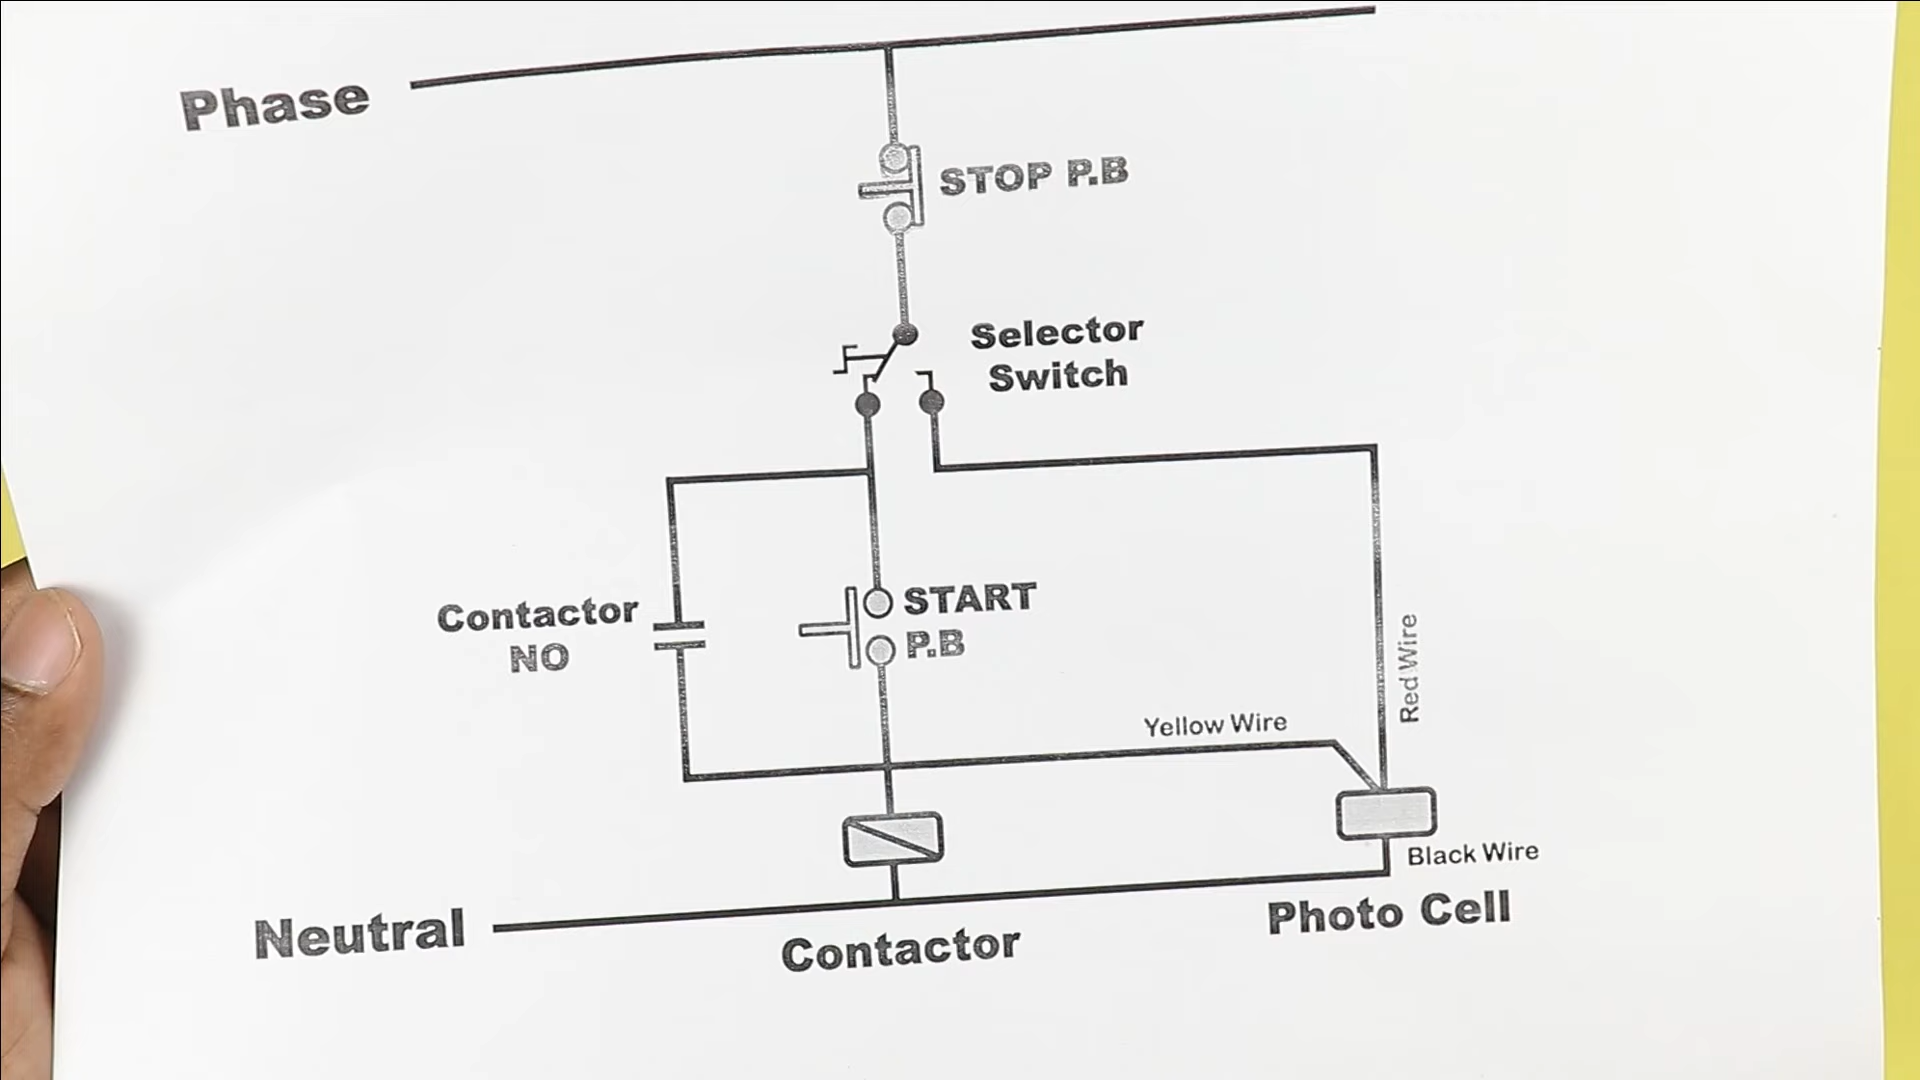 Phase
STOP P.B
Selector
Switch
Contactor
NO
START
P.B
Yellow Wire
Red Wire
Black Wire
Neutral
Contactor
Photo Cell